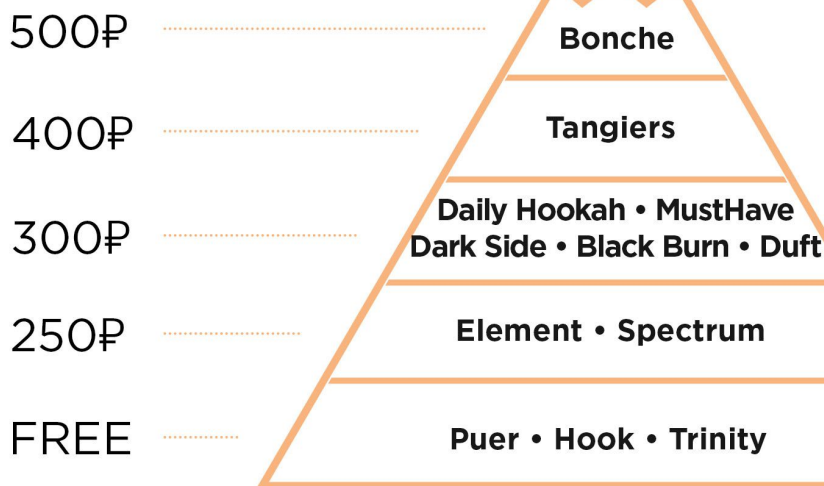 500₽
Bonche
400₽
Tangiers
300₽
Daily Hookah • MustHave
Dark Side • Black Burn • Duft
250₽
Element • Spectrum
FREE
Puer • Hook • Trinity